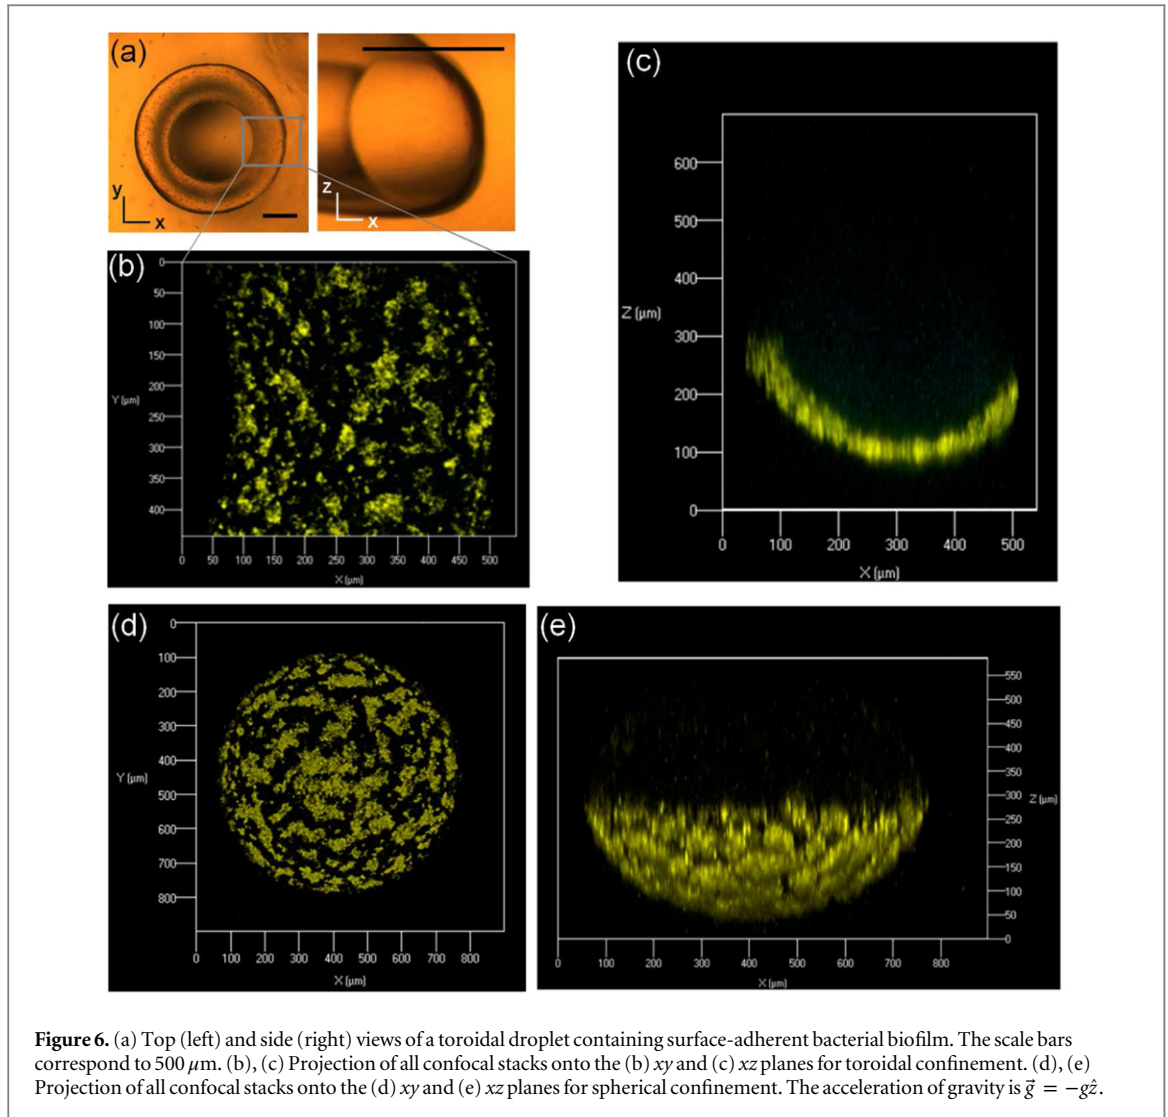 (a)
y
x
z
x
(b)
0
50
100
150
200
250
300
350
400
Y (µm)
0 50 100 150 200 250 300 350 400 450 500
X (µm)
(c)
600
500
400
300
200
100
0
Z (µm)
0 100 200 300 400 500
X (µm)
(d)
0
100
200
300
400
500
600
700
800
Y (µm)
100 200 300 400 500 600 700 800
X (µm)
(e)
550
500
450
400
350
300
250
200
150
100
50
0
Z (µm)
0 100 200 300 400 500 600 700 800
X (µm)
Figure 6. (a) Top (left) and side (right) views of a toroidal droplet containing surface-adherent bacterial biofilm. The scale bars
correspond to 500 μm. (b), (c) Projection of all confocal stacks onto the (b) xy and (c) xz planes for toroidal confinement. (d), (e)
Projection of all confocal stacks onto the (d) xy and (e) xz planes for spherical confinement. The acceleration of gravity is g⃗ = −gẑ.